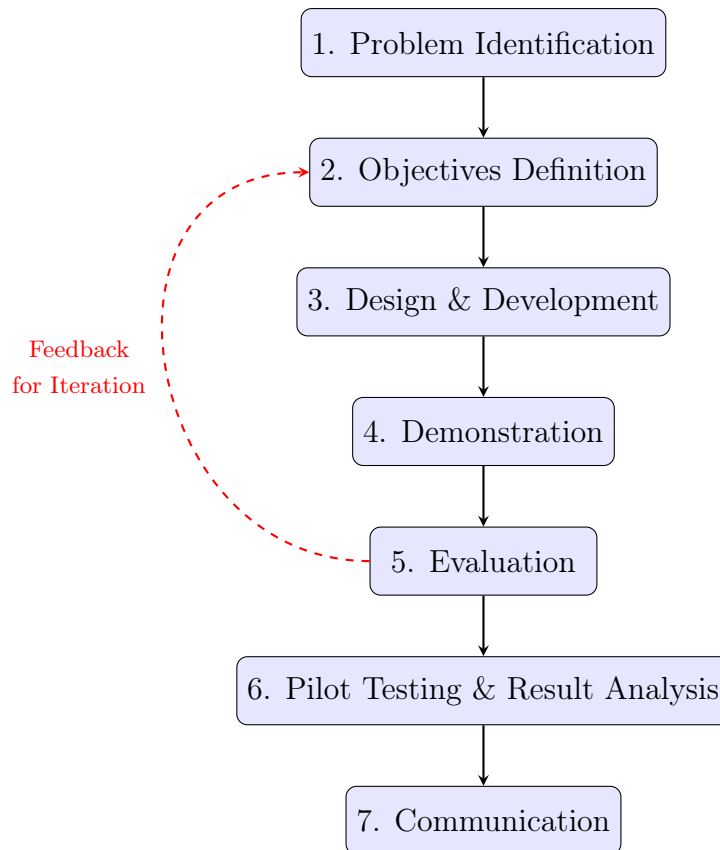 1. Problem Identification
2. Objectives Definition
3. Design & Development
Feedback
for Iteration
4. Demonstration
5. Evaluation
6. Pilot Testing & Result Analysis
7. Communication